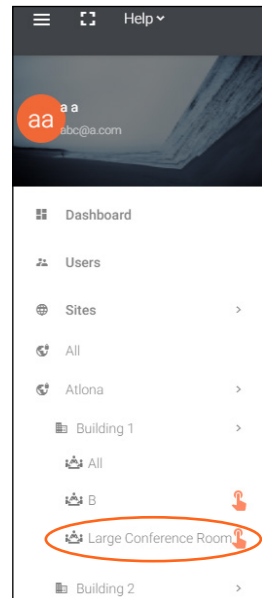 Help
aa
a a
abc@a.com
Dashboard
Users
Sites
All
Atlona
Building 1
All
B
Large Conference Room
Building 2